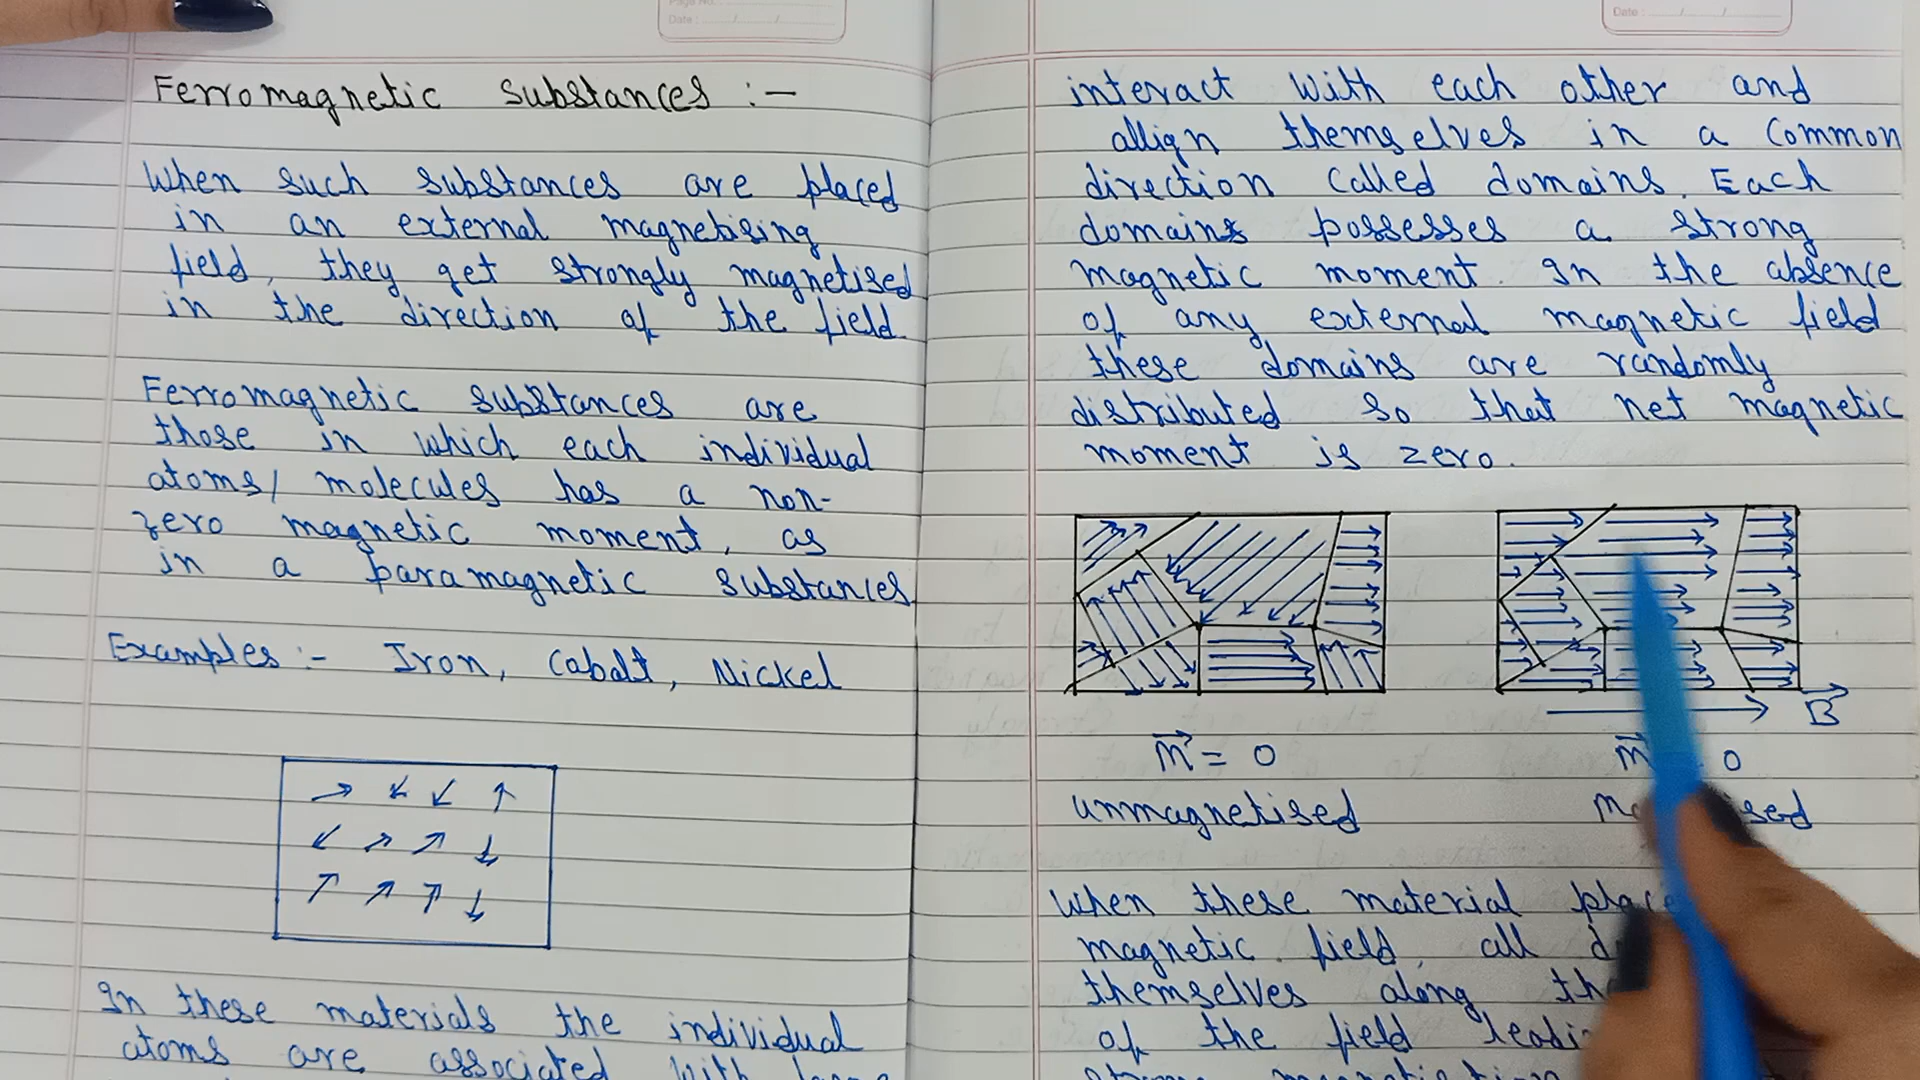 Date : / /
Ferromagnetic substances :-
When such substances are placed
in an external magnetising
field, they get strongly magnetised
in the direction of the field.
Ferromagnetic substances are
those in which each individual
atoms/ molecules has a non-
zero magnetic moment, as
in a paramagnetic substances.
Examples :- Iron, Cobalt, Nickel
In these materials the individual
atoms are associated with
Date : / /
interact with each other and
allign themselves in a common
direction called domains. Each
domains possesses a strong
magnetic moment. In the absence
of any external magnetic field
these domains are randomly
distributed so that net magnetic
moment is zero.
B
m = 0
m 0
unmagnetised
when these material
magnetic field, all
themselves along
of the field